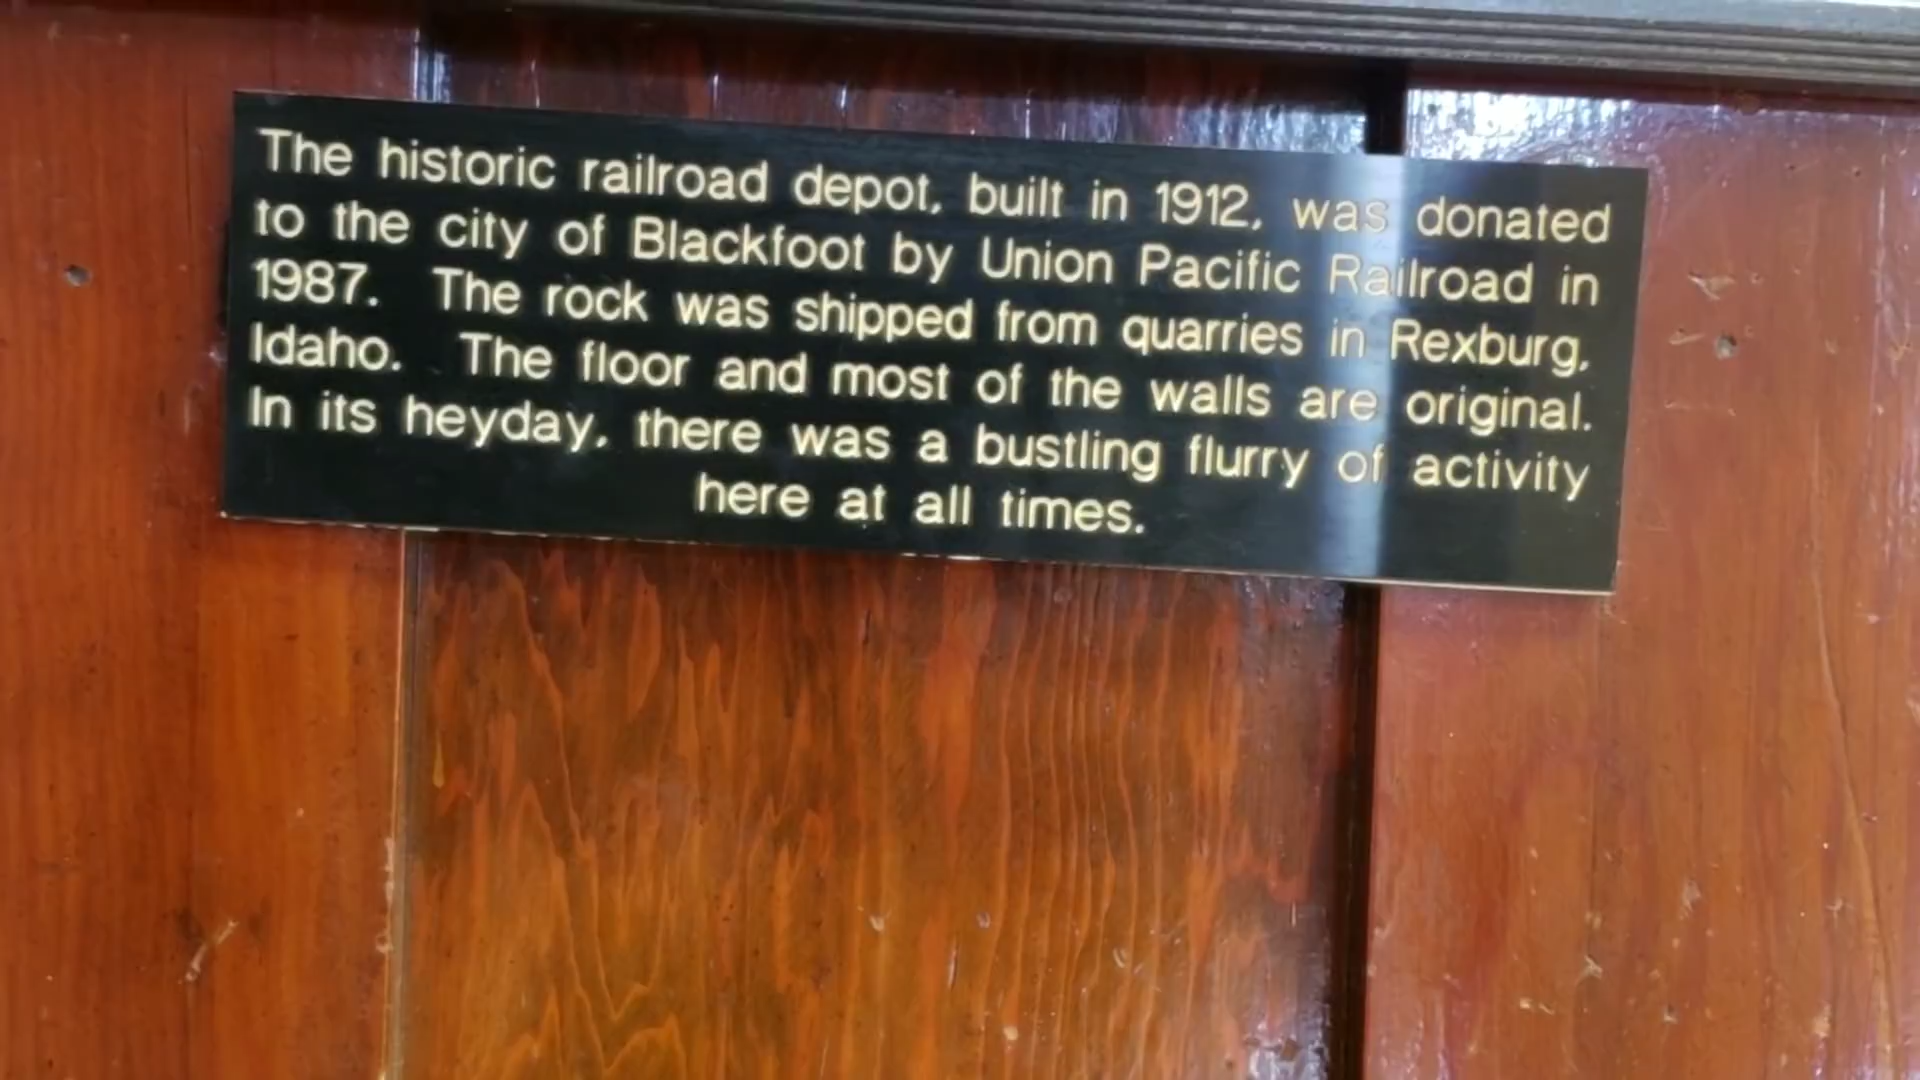 The historic railroad depot, built in 1912, was donated
to the city of Blackfoot by Union Pacific Railroad in
1987. The rock was shipped from quarries in Rexburg,
Idaho. The floor and most of the walls are original.
In its heyday, there was a bustling flurry of activity
here at all times.